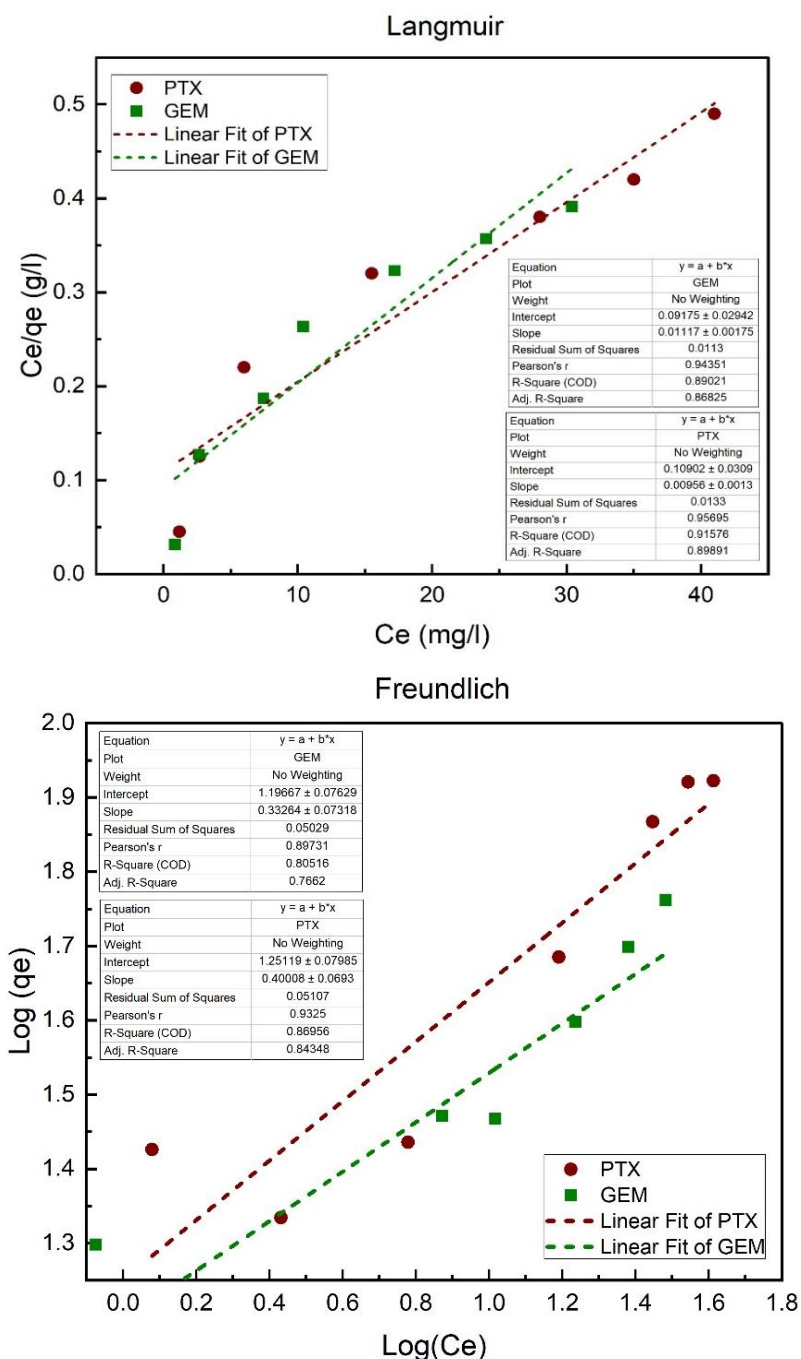 Langmuir
PTX
GEM
Linear Fit of PTX
Linear Fit of GEM
0.5
0.4
0.3
0.2
0.1
0.0
Ce/qe (g/l)
Equation y = a + b*x
Plot GEM
Weight No Weighting
Intercept 0.09175 ± 0.02942
Slope 0.01117 ± 0.00175
Residual Sum of Squares 0.0113
Pearson's r 0.94351
R-Square (COD) 0.89021
Adj. R-Square 0.86825
Equation y = a + b*x
Plot PTX
Weight No Weighting
Intercept 0.10902 ± 0.0309
Slope 0.00956 ± 0.0013
Residual Sum of Squares 0.0133
Pearson's r 0.95695
R-Square (COD) 0.91576
Adj. R-Square 0.89891
0 10 20 30 40
Ce (mg/l)
Freundlich
2.0
1.9
1.8
1.7
1.6
1.5
1.4
1.3
Log (qe)
Equation y = a + b*x
Plot GEM
Weight No Weighting
Intercept 1.19667 ± 0.07629
Slope 0.33264 ± 0.07318
Residual Sum of Squares 0.05029
Pearson's r 0.89731
R-Square (COD) 0.80516
Adj. R-Square 0.7662
Equation y = a + b*x
Plot PTX
Weight No Weighting
Intercept 1.25119 ± 0.07985
Slope 0.40008 ± 0.0693
Residual Sum of Squares 0.05107
Pearson's r 0.9325
R-Square (COD) 0.86956
Adj. R-Square 0.84348
PTX
GEM
Linear Fit of PTX
Linear Fit of GEM
0.0 0.2 0.4 0.6 0.8 1.0 1.2 1.4 1.6 1.8
Log(Ce)